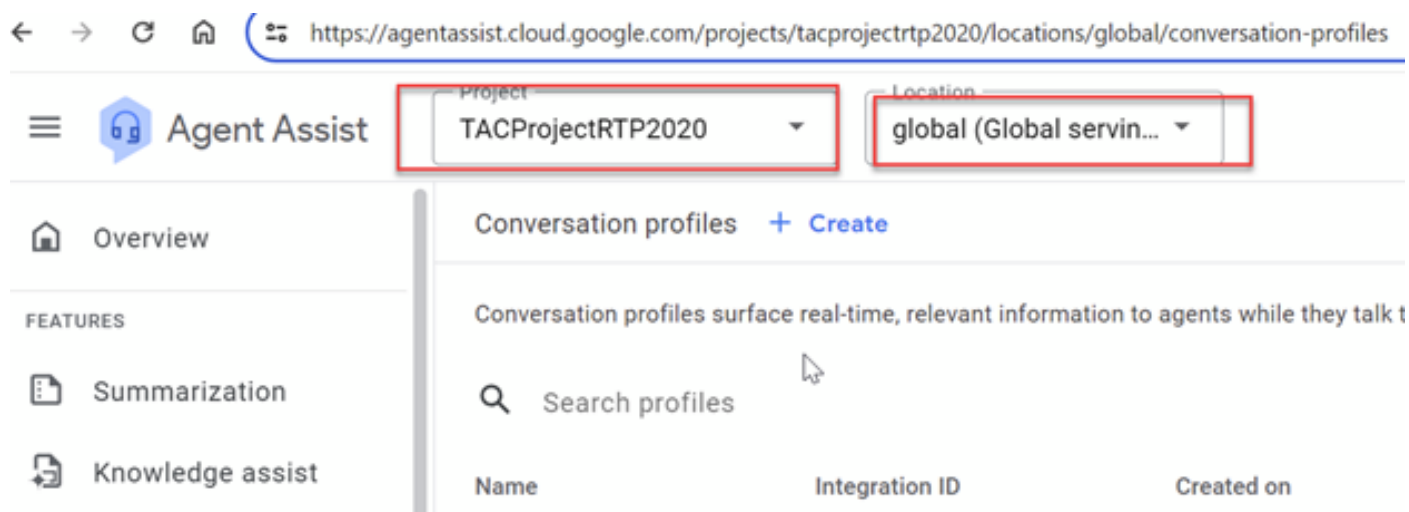 https://agentassist.cloud.google.com/projects/tacprojectrtp2020/locations/global/conversation-profiles
Project
Location
Agent Assist
TACProjectRTP2020
global (Global servin...
Overview
Conversation profiles + Create
FEATURES
Conversation profiles surface real-time, relevant information to agents while they talk t
Summarization
Search profiles
Knowledge assist
Name
Integration ID
Created on